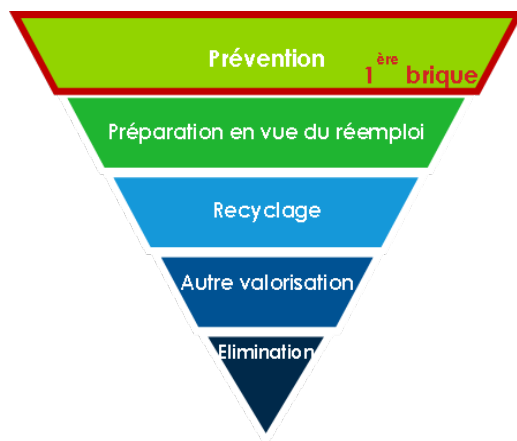 Prévention
1ère brique
Préparation en vue du réemploi
Recyclage
Autre valorisation
Elimination